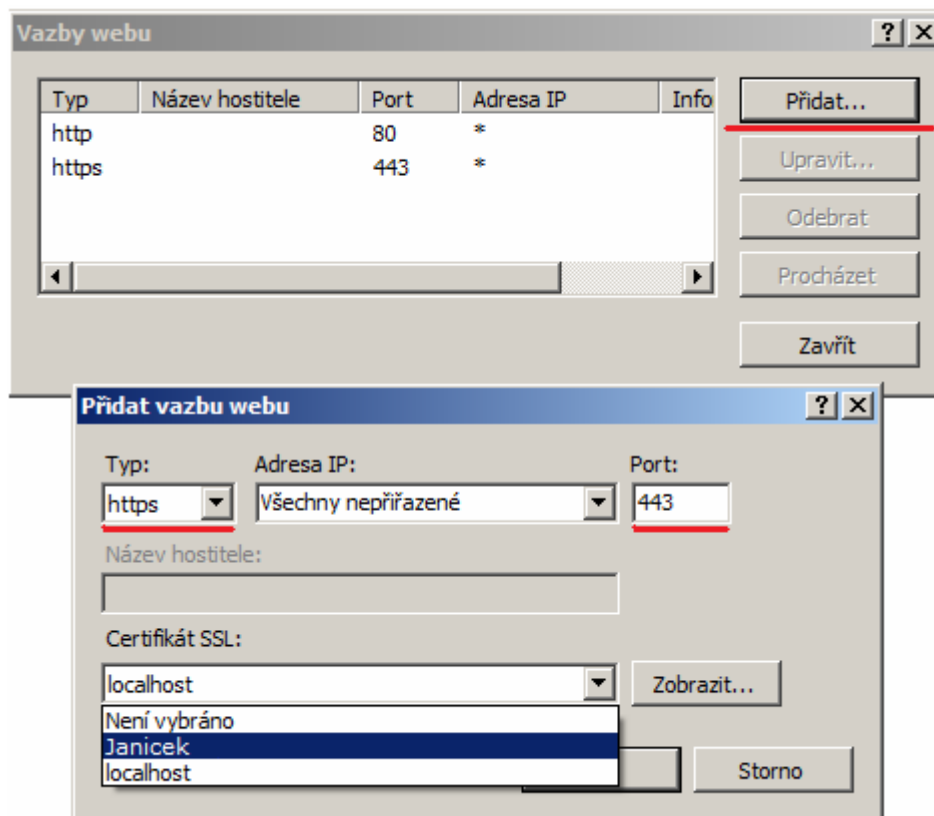 Vazby webu
Typ Název hostitele Port Adresa IP Info
http 80 *
https 443 *
Přidat...
Upravit...
Odebrat
Procházet
Zavřít
Přidat vazbu webu
Typ: Adresa IP: Port:
https Všechny nepřiřazené 443
Název hostitele:
Certifikát SSL:
localhost Zobrazit...
Není vybráno
Janicek
localhost
Storno